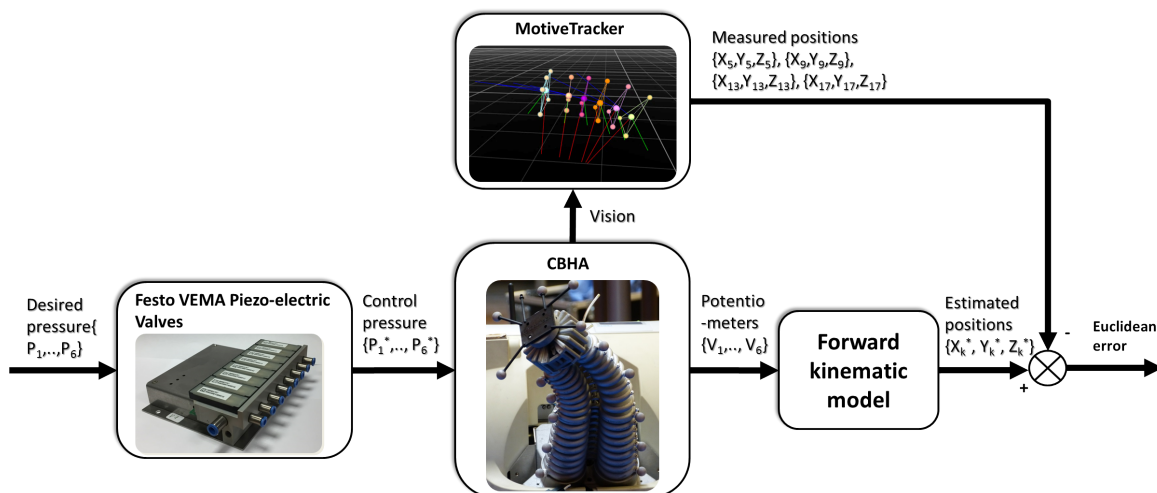 MotiveTracker
Measured positions
{X₅,Y₅,Z₅}, {X₉,Y₉,Z₉},
{X₁₃,Y₁₃,Z₁₃}, {X₁₇,Y₁₇,Z₁₇}
Vision
CBHA
Desired
pressure{
P₁,..,P₆}
Festo VEMA Piezo-electric
Valves
Control
pressure
{P₁*,.., P₆*}
Potentio
-meters
{V₁,.., V₆}
Forward
kinematic
model
Estimated
positions
{Xₖ*, Yₖ*, Zₖ*}
-
+
Euclidean
error